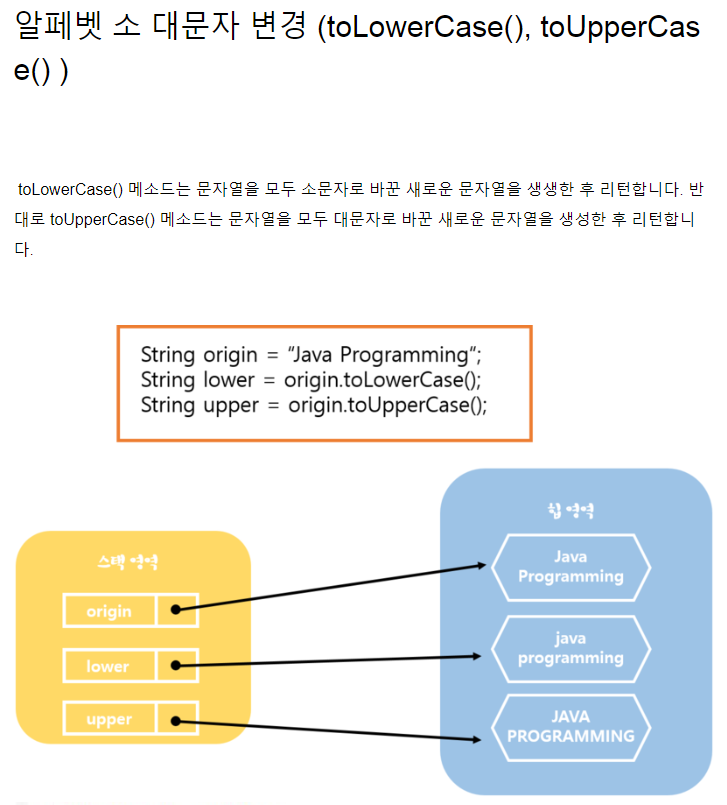 알페벳 소 대문자 변경 (toLowerCase(), toUpperCas
e() )
toLowerCase() 메소드는 문자열을 모두 소문자로 바꾼 새로운 문자열을 생생한 후 리턴합니다. 반
대로 toUpperCase() 메소드는 문자열을 모두 대문자로 바꾼 새로운 문자열을 생성한 후 리턴합니
다.
String origin = “Java Programming”;
String lower = origin.toLowerCase();
String upper = origin.toUpperCase();
스택 영역
origin
lower
upper
힙 영역
Java
Programming
java
programming
JAVA
PROGRAMMING